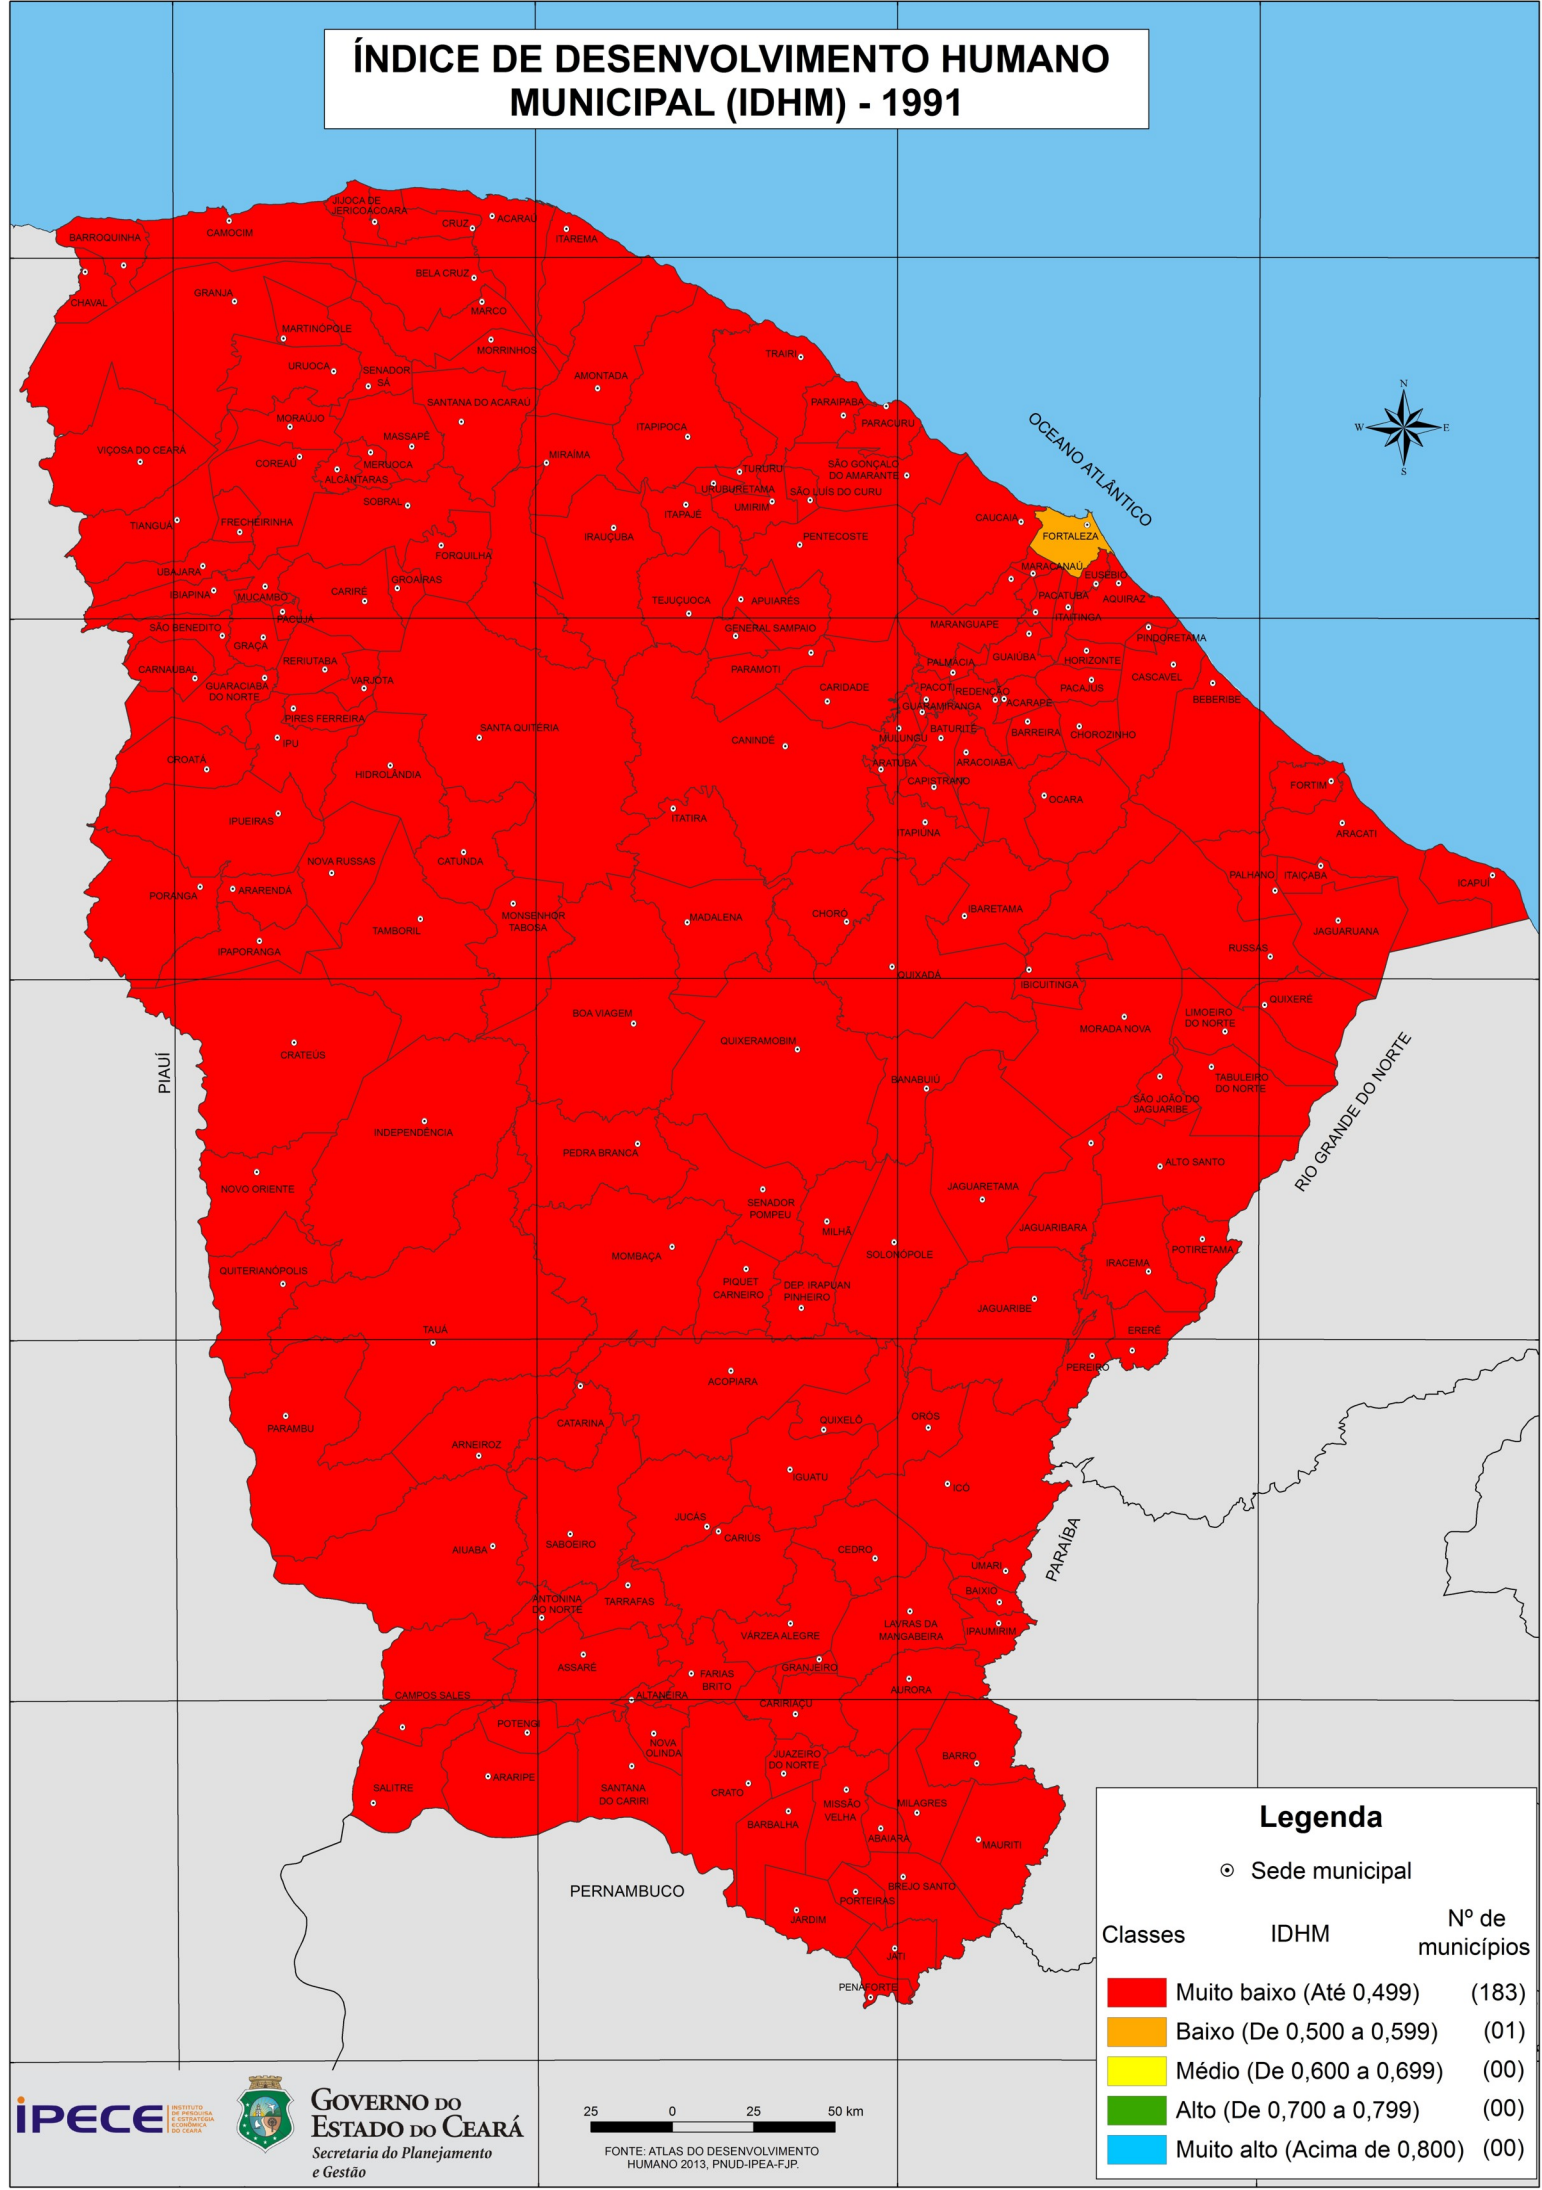 ÍNDICE DE DESENVOLVIMENTO HUMANO
MUNICIPAL (IDHM) - 1991
JIJOCA DE
JERICOACOARA
CRUZ
ACARAÚ
ITAREMA
BARROQUINHA
CAMOCIM
CHAVAL
GRANJA
BELA CRUZ
MARCO
MARTINÓPOLE
MORRINHOS
URUOCA
SENADOR
SÁ
AMONTADA
TRAIRI
SANTANA DO ACARAÚ
PARAIPABA
PARACURU
MORAÚJO
ITAPIPOCA
MASSAPÊ
VIÇOSA DO CEARÁ
COREAÚ
MERUOCA
ALCÂNTARAS
MIRAÍMA
TURURU
SÃO GONÇALO
DO AMARANTE
URUBURETAMA
SÃO LUÍS DO CURU
SOBRAL
ITAPAJÉ
UMIRIM
OCEANO ATLÂNTICO
TIANGUÁ
FRECHEIRINHA
IRAUÇUBA
PENTECOSTE
CAUCAIA
FORTALEZA
FORQUILHA
UBAJARA
IBIAPINA
MUCAMBO
CARIRÉ
GROAÍRAS
MARACANAÚ
EUSÉBIO
PACATUBA
AQUIRAZ
TEJUÇUOCA
APUIARÉS
ITAITINGA
PACUJÁ
SÃO BENEDITO
GENERAL SAMPAIO
MARANGUAPE
PINDORETAMA
GRAÇA
CARNAUBAL
RERIUTABA
PARAMOTI
PALMÁCIA
GUAIÚBA
HORIZONTE
CASCAVEL
GUARACIABA
DO NORTE
VARJOTA
CARIDADE
PACOTI
REDENÇÃO
PACAJUS
BEBERIBE
GUARAMIRANGA
ACARAPE
PIRES FERREIRA
SANTA QUITÉRIA
CANINDÉ
MULUNGU
BATURITÉ
BARREIRA
CHOROZINHO
IPU
CROATÁ
HIDROLÂNDIA
ARATUBA
ARACOIABA
CAPISTRANO
FORTIM
OCARA
IPUEIRAS
ITATIRA
ITAPIÚNA
ARACATI
NOVA RUSSAS
CATUNDA
PORANGA
ARARENDÁ
PALHANO
ITAIÇABA
ICAPUÍ
TAMBORIL
MONSENHOR
TABOSA
MADALENA
CHORÓ
IBARETAMA
JAGUARUANA
IPAPORANGA
RUSSAS
QUIXADÁ
IBICUITINGA
QUIXERÉ
BOA VIAGEM
LIMOEIRO
DO NORTE
MORADA NOVA
CRATEÚS
QUIXERAMOBIM
PIAUÍ
BANABUIÚ
TABULEIRO
DO NORTE
SÃO JOÃO DO
JAGUARIBE
RIO GRANDE DO NORTE
INDEPENDÊNCIA
PEDRA BRANCA
ALTO SANTO
NOVO ORIENTE
JAGUARETAMA
SENADOR
POMPEU
MILHÃ
JAGUARIBARA
MOMBAÇA
SOLONÓPOLE
POTIRETAMA
IRACEMA
QUITERIANÓPOLIS
PIQUET
CARNEIRO
DEP. IRAPUAN
PINHEIRO
JAGUARIBE
TAUÁ
ERERÊ
PEREIRO
ACOPIARA
PARAMBU
CATARINA
QUIXELÔ
ORÓS
ARNEIROZ
IGUATU
ICÓ
JUCÁS
CARIÚS
PARAÍBA
AIUABA
SABOEIRO
CEDRO
UMARI
BAIXIO
ANTONINA
DO NORTE
TARRAFAS
LAVRAS DA
MANGABEIRA
IPAUMIRIM
VÁRZEA ALEGRE
ASSARÉ
GRANJEIRO
FARIAS
BRITO
AURORA
CAMPOS SALES
ALTANEIRA
CARIRIAÇU
POTENGI
NOVA
OLINDA
JUAZEIRO
DO NORTE
BARRO
ARARIPE
SALITRE
SANTANA
DO CARIRI
CRATO
MISSÃO
VELHA
MILAGRES
BARBALHA
ABAIARA
MAURITI
BREJO SANTO
PORTEIRAS
PERNAMBUCO
JARDIM
JATI
PENAFORTE
N
W
E
S
Legenda
Sede municipal
Classes IDHM Nº de
municípios
Muito baixo (Até 0,499) (183)
Baixo (De 0,500 a 0,599) (01)
Médio (De 0,600 a 0,699) (00)
Alto (De 0,700 a 0,799) (00)
Muito alto (Acima de 0,800) (00)
IPECE
INSTITUTO
DE PESQUISA
E ESTRATÉGIA
ECONÔMICA
DO CEARÁ
GOVERNO DO
ESTADO DO CEARÁ
Secretaria do Planejamento
e Gestão
25 0 25 50 km
FONTE: ATLAS DO DESENVOLVIMENTO
HUMANO 2013, PNUD-IPEA-FJP.